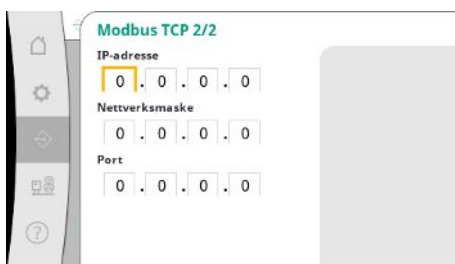 Modbus TCP 2/2
IP-adresse
0 . 0 . 0 . 0
Nettverksmaske
0 . 0 . 0 . 0
Port
0 . 0 . 0 . 0
?